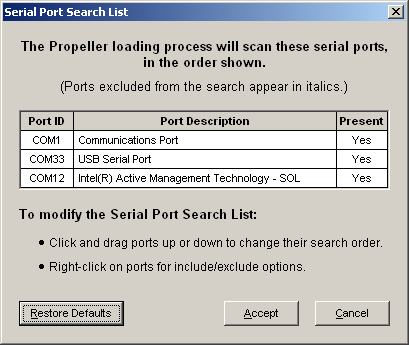 Serial Port Search List
The Propeller loading process will scan these serial ports,
in the order shown.
(Ports excluded from the search appear in italics.)
Port ID Port Description Present
COM1 Communications Port Yes
COM33 USB Serial Port Yes
COM12 Intel(R) Active Management Technology - SOL Yes
To modify the Serial Port Search List:
● Click and drag ports up or down to change their search order.
● Right-click on ports for include/exclude options.
Restore Defaults Accept Cancel